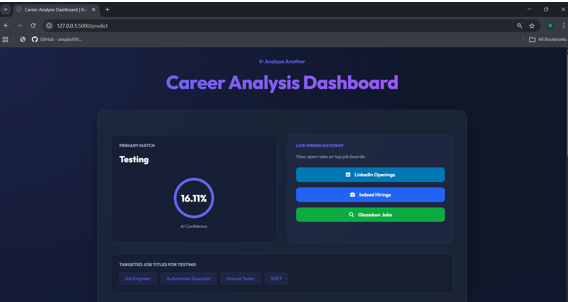 Career Analysis Dashboard | Re
127.0.0.1:5000/predict
GitHub - anuplutf/...
All Bookmarks
← Analyze Another
Career Analysis Dashboard
PRIMARY MATCH
Testing
16.11%
AI Confidence
LIVE HIRING GATEWAY
View open roles on top job boards:
LinkedIn Openings
Indeed Hirings
Glassdoor Jobs
TARGETED JOB TITLES FOR TESTING
QA Engineer
Automation Specialist
Manual Tester
SDET